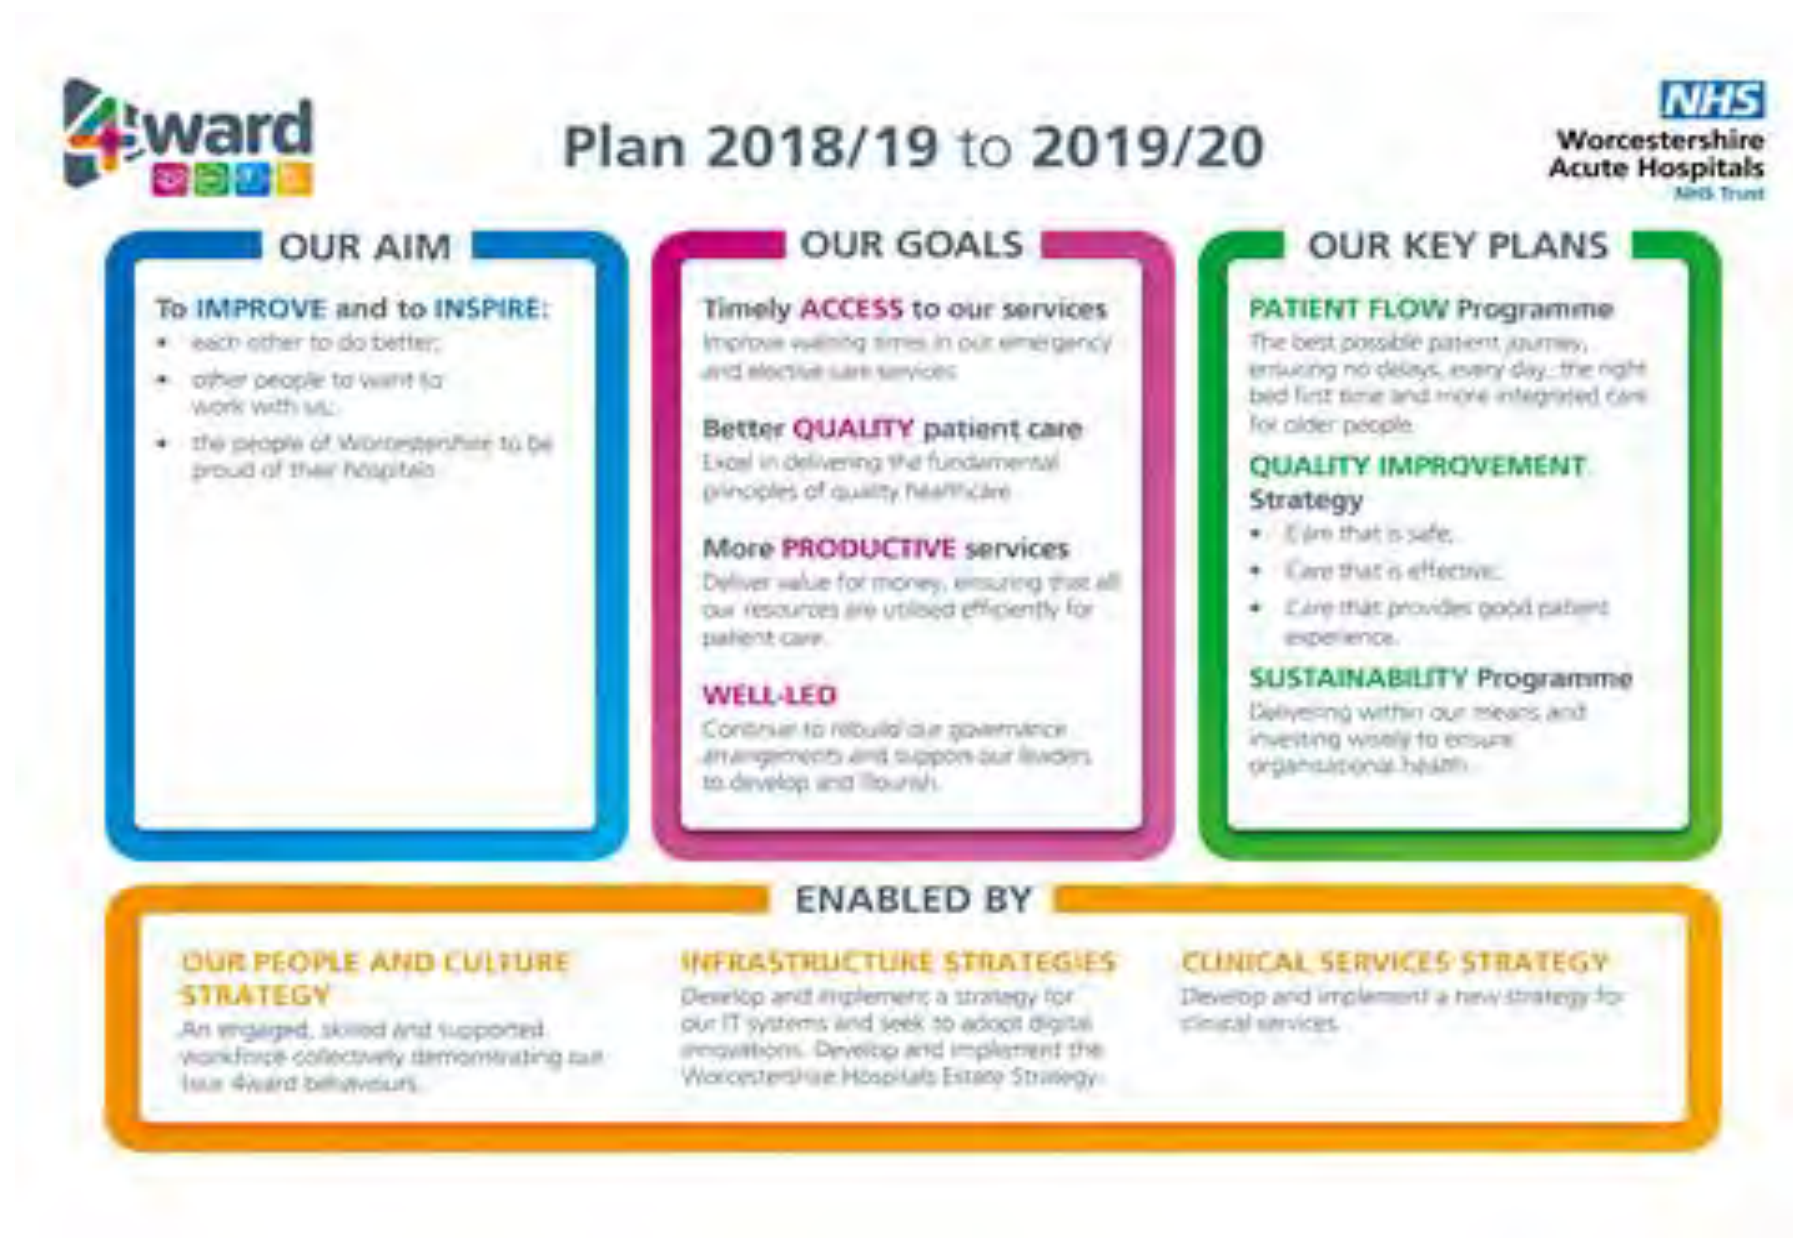 4ward
Plan 2018/19 to 2019/20
NHS
Worcestershire
Acute Hospitals
NHS Trust
OUR AIM
To IMPROVE and to INSPIRE:
• each other to do better;
• other people to want to
work with us;
• the people of Worcestershire to be
proud of their hospitals
OUR GOALS
Timely ACCESS to our services
Improve waiting times in our emergency
and elective care services
Better QUALITY patient care
Excel in delivering the fundamental
principles of quality healthcare
More PRODUCTIVE services
Deliver value for money, ensuring that all
our resources are utilised efficiently for
patient care.
WELL-LED
Continue to rebuild our governance
arrangements and support our leaders
to develop and flourish.
OUR KEY PLANS
PATIENT FLOW Programme
The best possible patient journey,
ensuring no delays, every day, the right
bed first time and more integrated care
for older people.
QUALITY IMPROVEMENT
Strategy
• Care that is safe;
• Care that is effective;
• Care that provides good patient
experience.
SUSTAINABILITY Programme
Delivering within our means and
investing wisely to ensure
organisational health.
ENABLED BY
OUR PEOPLE AND CULTURE
STRATEGY
An engaged, skilled and supported
workforce collectively demonstrating our
four 4ward behaviours.
INFRASTRUCTURE STRATEGIES
Develop and implement a strategy for
our IT systems and seek to adopt digital
innovations. Develop and implement the
Worcestershire Hospitals Estate Strategy.
CLINICAL SERVICES STRATEGY
Develop and implement a new strategy for
clinical services.